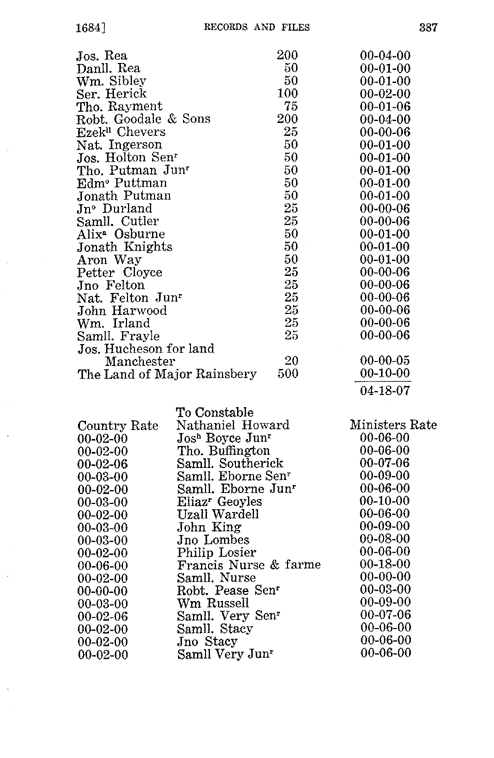 1684] RECORDS AND FILES 387
Jos. Rea 200 00-04-00
Danll. Rea 50 00-01-00
Wm. Sibley 50 00-01-00
Ser. Herick 100 00-02-00
Tho. Rayment 75 00-01-06
Robt. Goodale & Sons 200 00-04-00
Ezekˡˡ Chevers 25 00-00-06
Nat. Ingerson 50 00-01-00
Jos. Holton Senʳ 50 00-01-00
Tho. Putman Junʳ 50 00-01-00
Edmᵒ Puttman 50 00-01-00
Jonath Putman 50 00-01-00
Jnᵒ Durland 25 00-00-06
Samll. Cutler 25 00-00-06
Alixᵃ Osburne 50 00-01-00
Jonath Knights 50 00-01-00
Aron Way 50 00-01-00
Petter Cloyce 25 00-00-06
Jno Felton 25 00-00-06
Nat. Felton Junʳ 25 00-00-06
John Harwood 25 00-00-06
Wm. Irland 25 00-00-06
Samll. Frayle 25 00-00-06
Jos. Hucheson for land
Manchester 20 00-00-05
The Land of Major Rainsbery 500 00-10-00
04-18-07
To Constable
Country Rate Nathaniel Howard Ministers Rate
00-02-00 Josʰ Boyce Junʳ 00-06-00
00-02-00 Tho. Buffington 00-06-00
00-02-06 Samll. Southerick 00-07-06
00-03-00 Samll. Eborne Senʳ 00-09-00
00-02-00 Samll. Eborne Junʳ 00-06-00
00-03-00 Eliazʳ Geoyles 00-10-00
00-02-00 Uzall Wardell 00-06-00
00-03-00 John King 00-09-00
00-03-00 Jno Lombes 00-08-00
00-02-00 Philip Losier 00-06-00
00-06-00 Francis Nurse & farme 00-18-00
00-02-00 Samll. Nurse 00-00-00
00-00-00 Robt. Pease Senʳ 00-03-00
00-03-00 Wm Russell 00-09-00
00-02-06 Samll. Very Senʳ 00-07-06
00-02-00 Samll. Stacy 00-06-00
00-02-00 Jno Stacy 00-06-00
00-02-00 Samll Very Junʳ 00-06-00